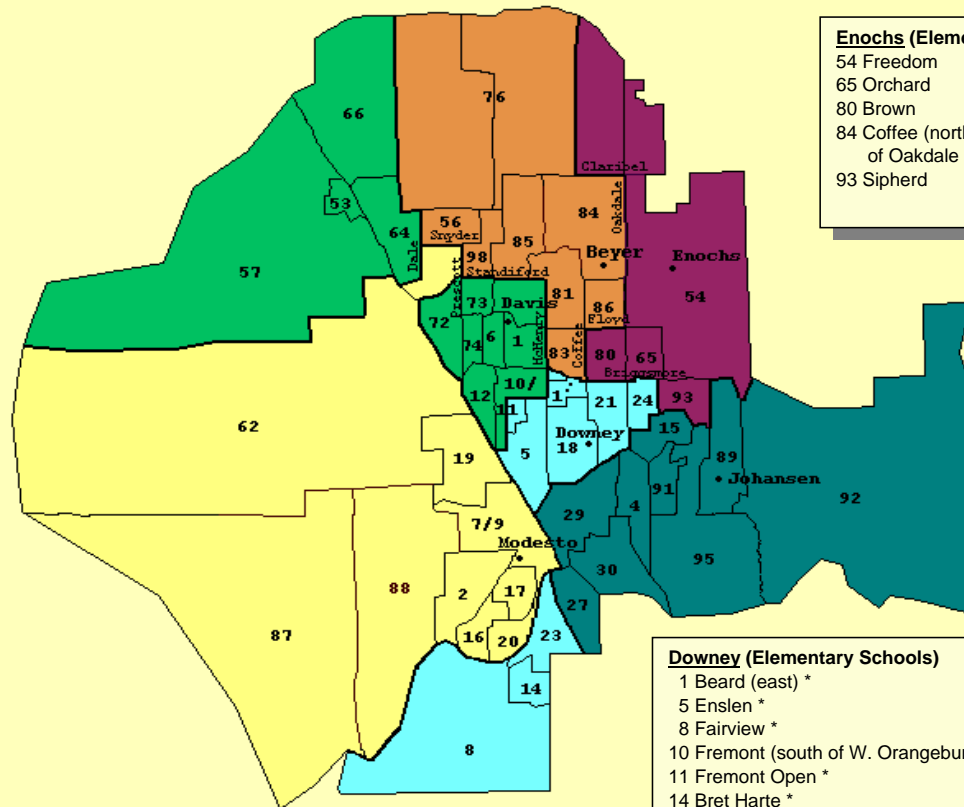 Enochs (Eleme
54 Freedom
65 Orchard
80 Brown
84 Coffee (north
of Oakdale
93 Sipherd
76
66
Claribel
53
56
Snyder
84
Oakdale
64
Dale
85
98
Beyer
Enochs
57
Standiford
Prescott
73
Davis
81
86
54
72
6
1
McHenry
Floyd
74
83
Coffee
80
65
Briggsmore
10/
12
11
1
21
24
93
62
15
Downey
18
5
19
89
Johansen
91
92
4
29
7/9
Modesto
95
30
88
2
17
27
87
16
20
23
14
8
Downey (Elementary Schools)
1 Beard (east) *
5 Enslen *
8 Fairview *
10 Fremont (south of W. Orangebur
11 Fremont Open *
14 Bret Harte *